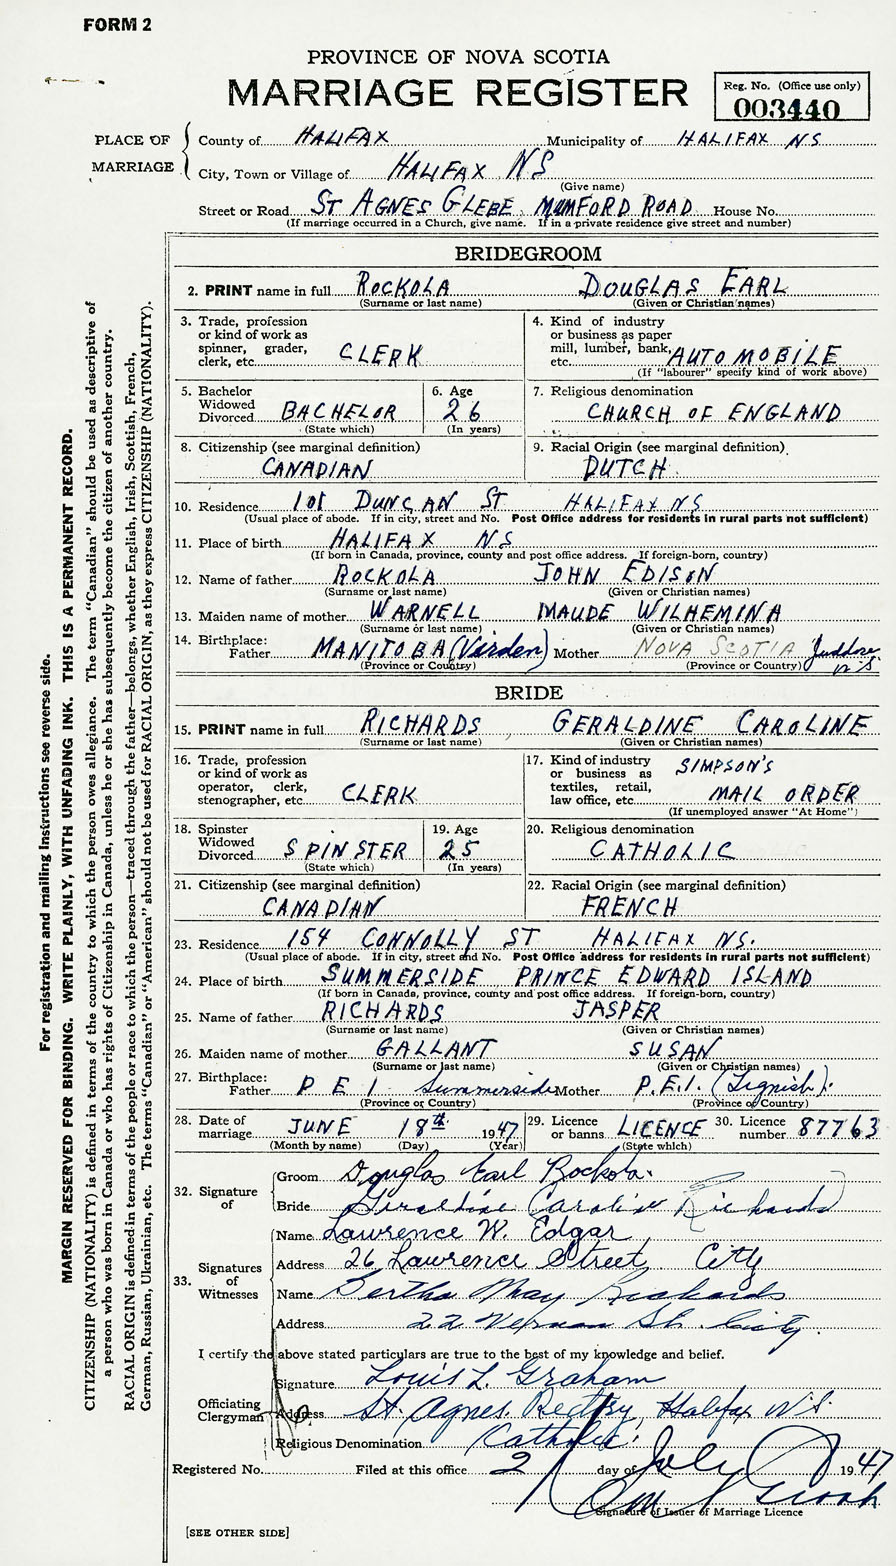 FORM 2
PROVINCE OF NOVA SCOTIA
MARRIAGE REGISTER
Reg. No. (Office use only)
003440
PLACE OF MARRIAGE
County of HALIFAX Municipality of HALIFAX NS
City, Town or Village of HALIFAX NS
(Give name)
Street or Road ST AGNES GLEBE MUMFORD ROAD House No.
(If marriage occurred in a Church, give name. If in a private residence give street and number)
BRIDEGROOM
2. PRINT name in full ROCKOLA DOUGLAS EARL
(Surname or last name) (Given or Christian names)
3. Trade, profession or kind of work as spinner, grader, clerk, etc. CLERK
4. Kind of industry or business as paper mill, lumber, bank, etc. AUTOMOBILE
(If "labourer" specify kind of work above)
5. Bachelor Widowed Divorced BACHELOR
(State which)
6. Age 26
(In years)
7. Religious denomination
CHURCH OF ENGLAND
8. Citizenship (see marginal definition)
CANADIAN
9. Racial Origin (see marginal definition)
DUTCH
10. Residence 101 DUNCAN ST HALIFAX NS
(Usual place of abode. If in city, street and No. Post Office address for residents in rural parts not sufficient)
11. Place of birth HALIFAX NS
(If born in Canada, province, county and post office address. If foreign-born, country)
12. Name of father ROCKOLA JOHN EDISON
(Surname or last name) (Given or Christian names)
13. Maiden name of mother WARNELL MAUDE WILHEMINA
(Surname or last name) (Given or Christian names)
14. Birthplace:
Father MANITOBA (Virden) Mother NOVA SCOTIA Jeddore N S
(Province or Country) (Province or Country)
BRIDE
15. PRINT name in full RICHARDS GERALDINE CAROLINE
(Surname or last name) (Given or Christian names)
16. Trade, profession or kind of work as operator, clerk, stenographer, etc. CLERK
17. Kind of industry or business as textiles, retail, law office, etc. SIMPSON'S MAIL ORDER
(If unemployed answer "At Home")
18. Spinster Widowed Divorced SPINSTER
(State which)
19. Age 25
(In years)
20. Religious denomination
CATHOLIC
21. Citizenship (see marginal definition)
CANADIAN
22. Racial Origin (see marginal definition)
FRENCH
23. Residence 154 CONNOLLY ST HALIFAX NS.
(Usual place of abode. If in city, street and No. Post Office address for residents in rural parts not sufficient)
24. Place of birth SUMMERSIDE PRINCE EDWARD ISLAND
(If born in Canada, province, county and post office address. If foreign-born, country)
25. Name of father RICHARDS JASPER
(Surname or last name) (Given or Christian names)
26. Maiden name of mother GALLANT SUSAN
(Surname or last name) (Given or Christian names)
27. Birthplace:
Father P E I Summerside Mother P.E.I. (Tignish).
(Province or Country) (Province or Country)
28. Date of marriage JUNE 18th 1947
(Month by name) (Day) (Year)
29. Licence or banns LICENCE
(State which)
30. Licence number 87763
32. Signature of
Groom Douglas Earl Rockola.
Bride Geraldine Caroline Richards
33. Signatures of Witnesses
Name Lawrence W. Edgar
Address 26 Lawrence Street City
Name Bertha May Richards
Address 22 Vernon St. City.
I certify the above stated particulars are true to the best of my knowledge and belief.
Officiating Clergyman
Signature Louis L. Graham
Address St. Agnes Rectory, Halifax N S.
Religious Denomination Catholic.
Registered No. Filed at this office 2 day of July 1947
Signature of Issuer of Marriage Licence
[SEE OTHER SIDE]
For registration and mailing instructions see reverse side.
MARGIN RESERVED FOR BINDING. WRITE PLAINLY, WITH UNFADING INK. THIS IS A PERMANENT RECORD.
CITIZENSHIP (NATIONALITY) is defined in terms of the country to which the person owes allegiance. The term "Canadian" should be used as descriptive of
a person who was born in Canada or who has rights of Citizenship in Canada, unless he or she has subsequently become the citizen of another country.
RACIAL ORIGIN is defined in terms of the people or race to which the person—traced through the father—belongs, whether English, Irish, Scottish, French,
German, Russian, Ukrainian, etc. The terms "Canadian" or "American" should not be used for RACIAL ORIGIN, as they express CITIZENSHIP (NATIONALITY).